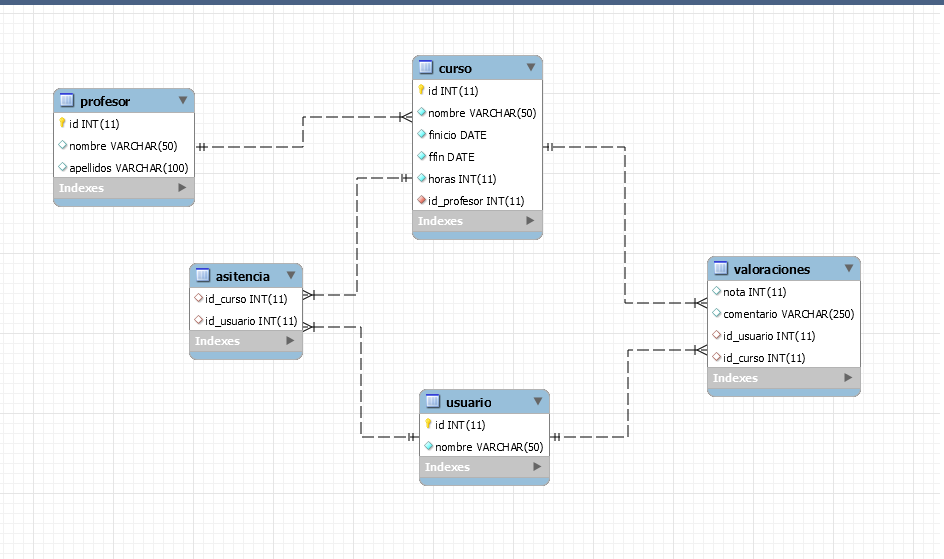 profesor
id INT(11)
nombre VARCHAR(50)
apellidos VARCHAR(100)
Indexes
curso
id INT(11)
nombre VARCHAR(50)
finicio DATE
ffin DATE
horas INT(11)
id_profesor INT(11)
Indexes
asitencia
id_curso INT(11)
id_usuario INT(11)
Indexes
valoraciones
nota INT(11)
comentario VARCHAR(250)
id_usuario INT(11)
id_curso INT(11)
Indexes
usuario
id INT(11)
nombre VARCHAR(50)
Indexes